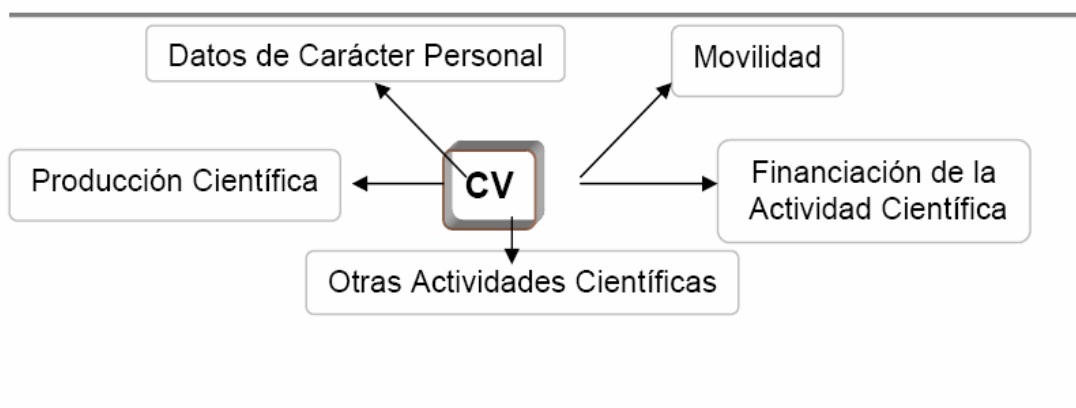 Datos de Carácter Personal
Movilidad
Producción Científica
CV
Financiación de la
Actividad Científica
Otras Actividades Científicas